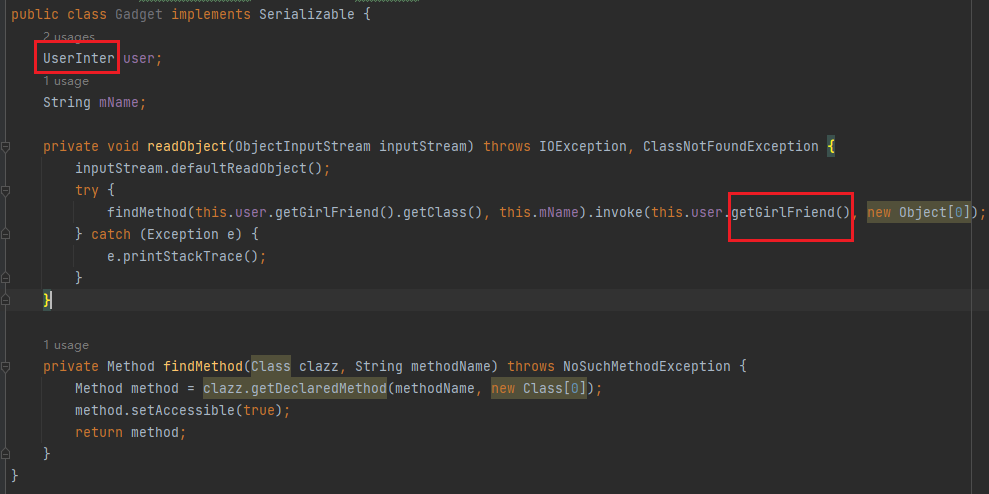 public class Gadget implements Serializable {
2 usages
UserInter user;
1 usage
String mName;
private void readObject(ObjectInputStream inputStream) throws IOException, ClassNotFoundException {
inputStream.defaultReadObject();
try {
findMethod(this.user.getGirlFriend().getClass(), this.mName).invoke(this.user.getGirlFriend(), new Object[0]);
} catch (Exception e) {
e.printStackTrace();
}
}
1 usage
private Method findMethod(Class clazz, String methodName) throws NoSuchMethodException {
Method method = clazz.getDeclaredMethod(methodName, new Class[0]);
method.setAccessible(true);
return method;
}
}